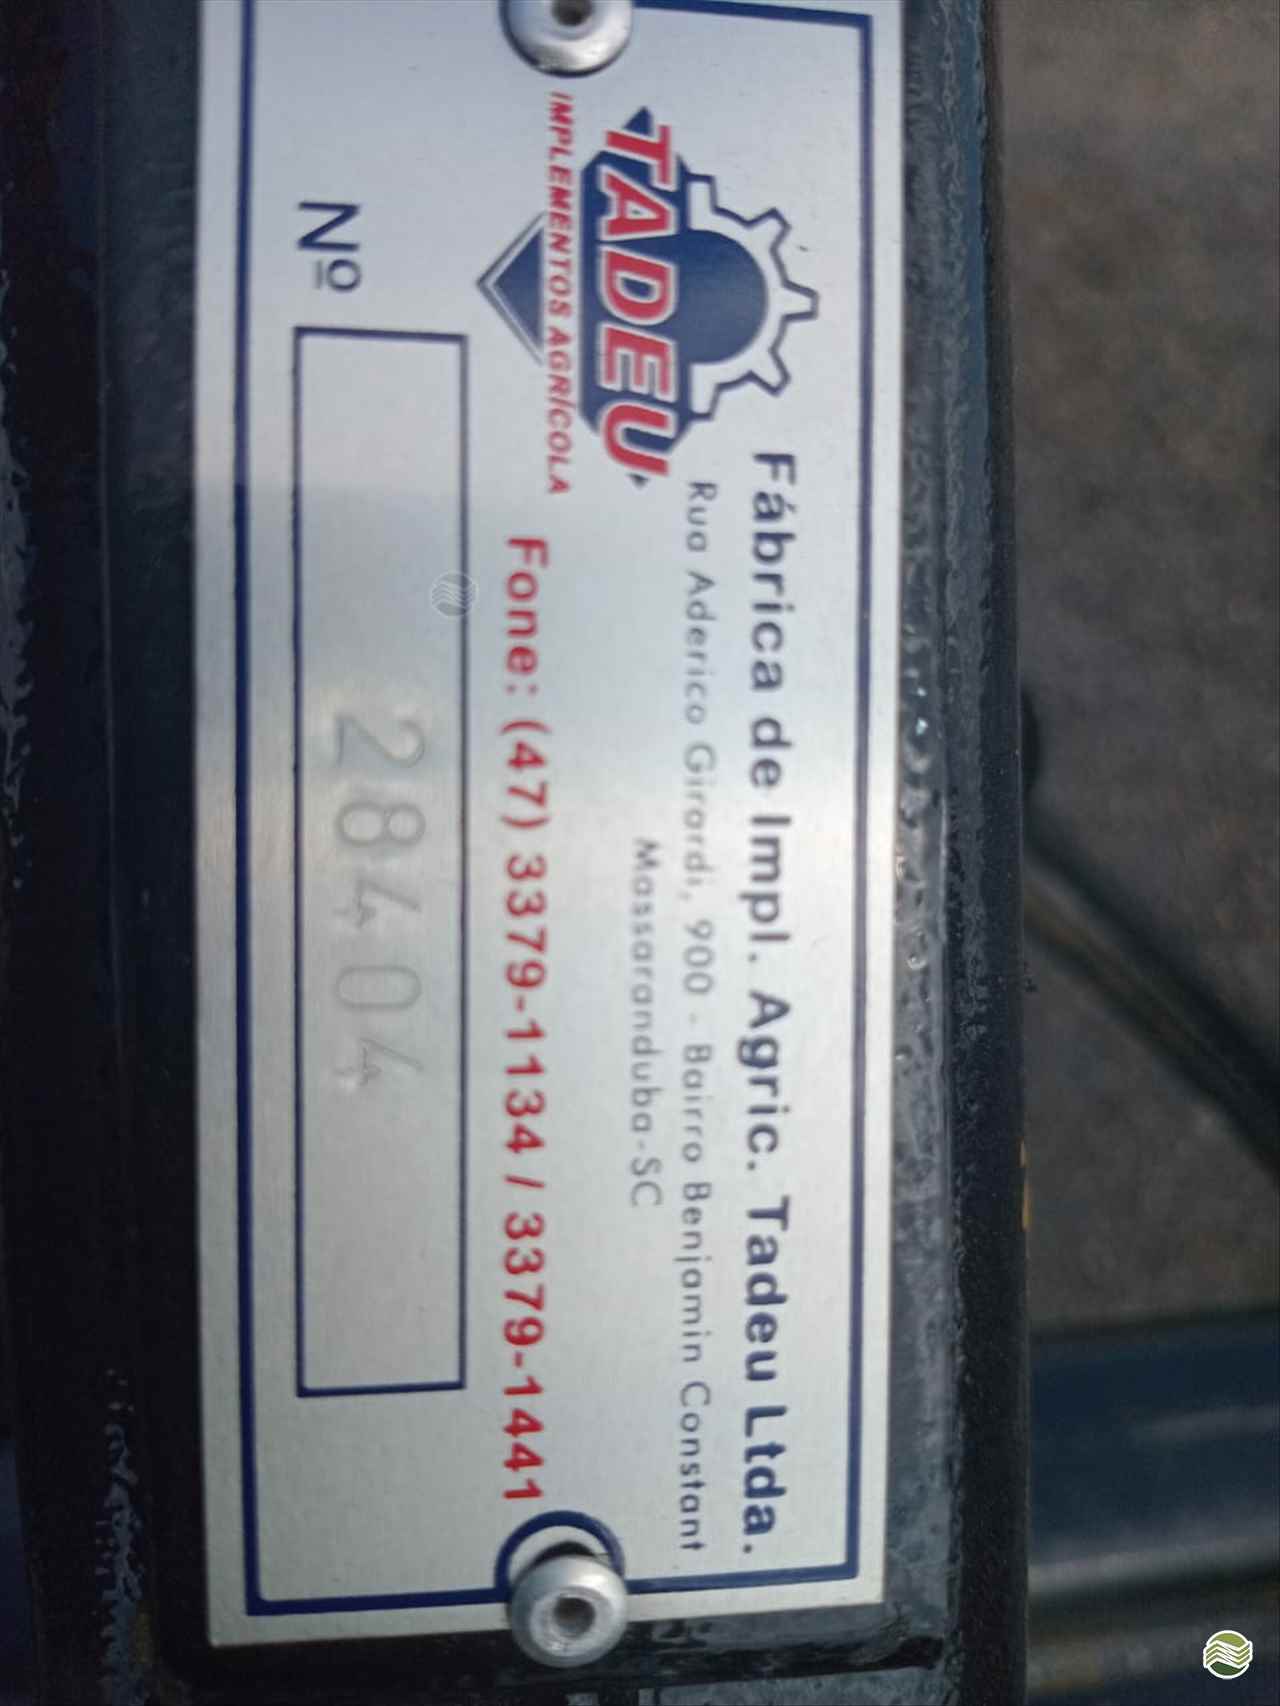 TADEU
IMPLEMENTOS AGRÍCOLA
Fábrica de Impl. Agric. Tadeu Ltda.
Rua Aderico Girardi, 900 - Bairro Benjamin Constant
Massaranduba-SC
Fone: (47) 3379-1134 / 3379-1441
Nº 28404